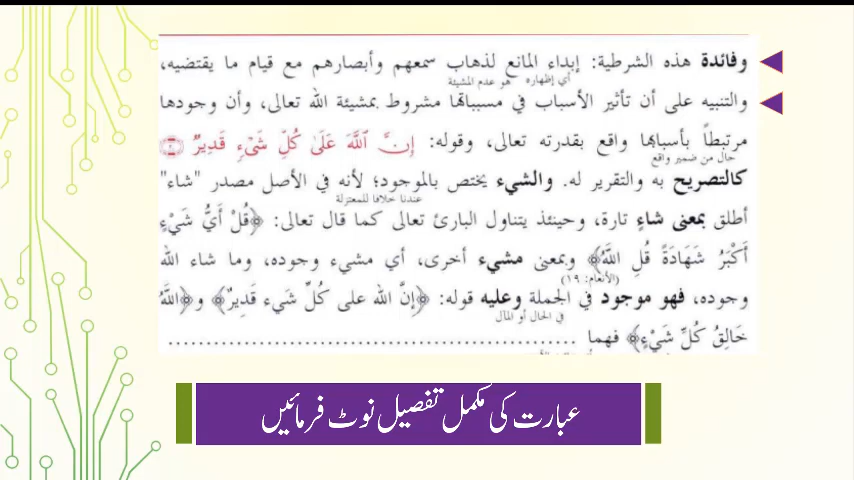 وفائدة هذه الشرطية: إبداء المانع لذهاب سمعهم وأبصارهم مع قيام ما يقتضيه،
أي إظهاره هو عدم المشيئة
والتنبيه على أن تأثير الأسباب في مسبباتها مشروط بمشيئة الله تعالى، وأن وجودها
مرتبطاً بأسبابها واقع بقدرته تعالى، وقوله: إِنَّ ٱللَّهَ عَلَىٰ كُلِّ شَىْءٍ قَدِيرٌ
حال من ضمير واقع
كالتصريح به والتقرير له. والشيء يختص بالموجود؛ لأنه في الأصل مصدر "شاء"
عندنا خلافا للمعتزلة
أطلق بمعنى شاءٍ تارة، وحينئذ يتناول البارئ تعالى كما قال تعالى: ﴿قُلْ أَيُّ شَيْءٍ
أَكْبَرُ شَهَادَةً قُلِ اللَّهُ﴾ وبمعنى مشيء أخرى، أي مشيء وجوده، وما شاء الله
(الأنعام: ١٩)
وجوده، فهو موجود في الجملة وعليه قوله: ﴿إِنَّ الله على كُلِّ شَيء قَدِيرٌ﴾ و﴿اللَّهُ
في الحال أو المآل
خَالِقُ كُلِّ شَيْءٍ﴾ فهما ........................................
عبارت کی مکمل تفصیل نوٹ فرمائیں